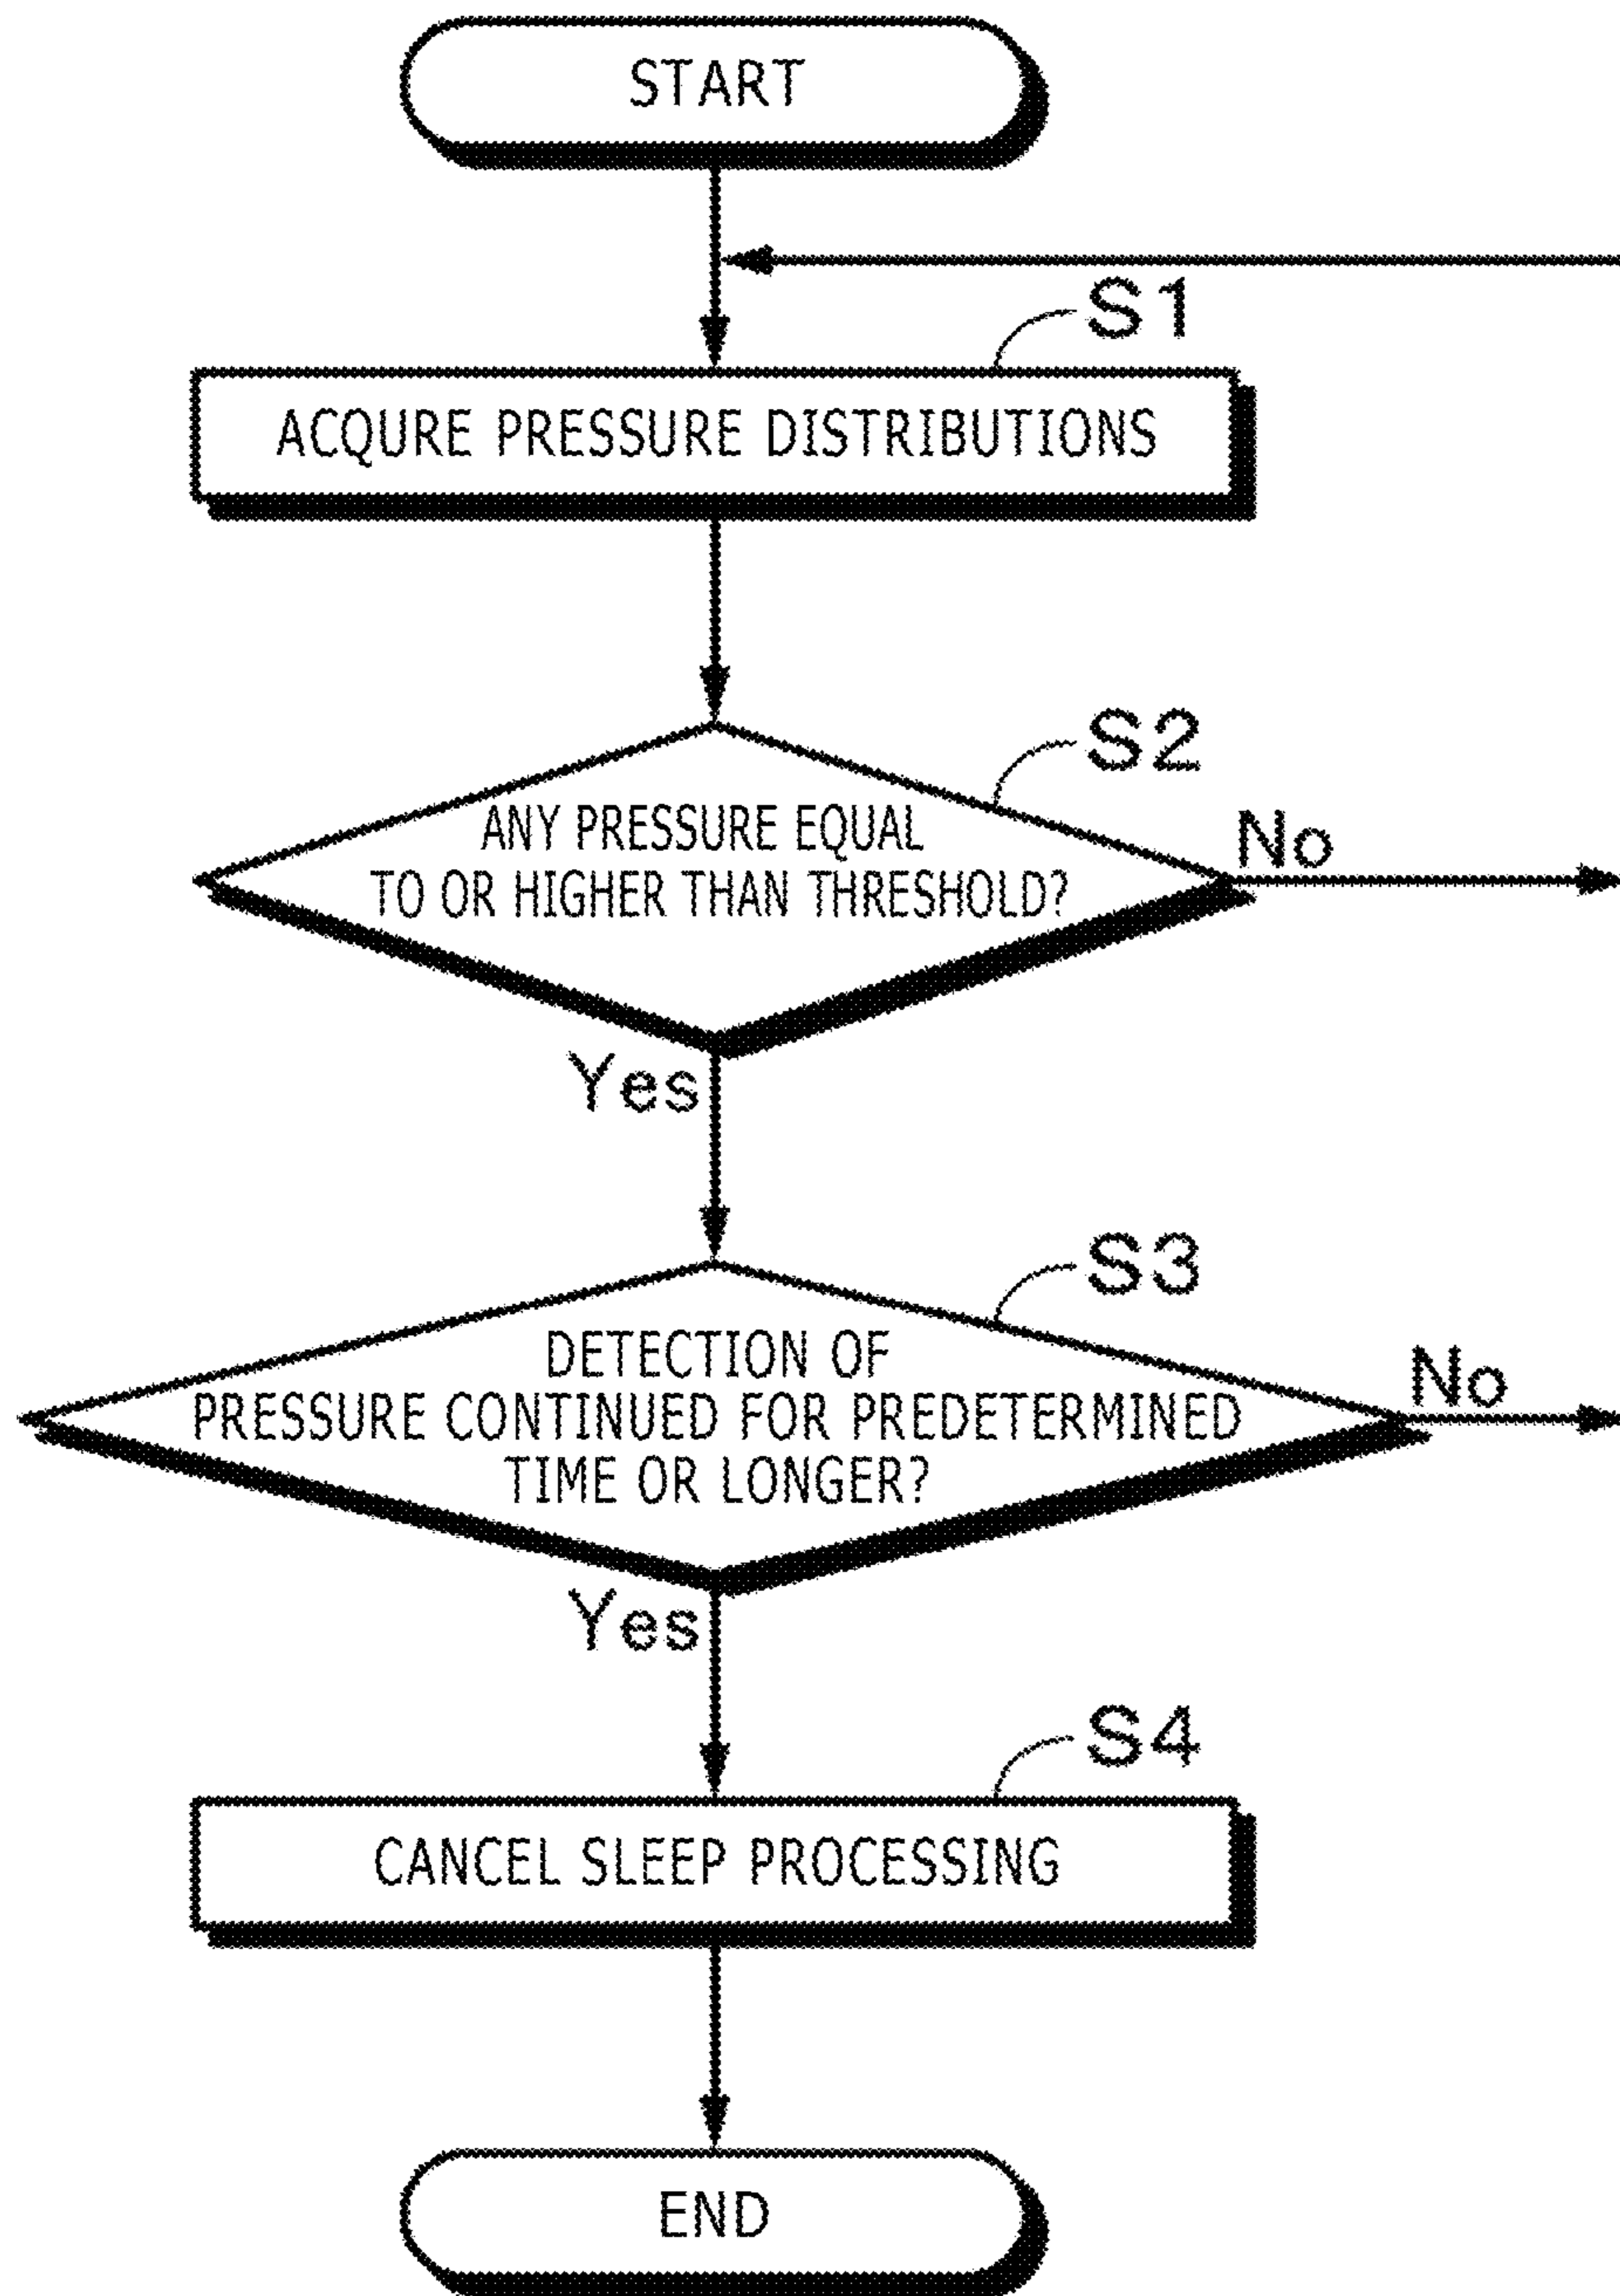 START
S1
ACQURE PRESSURE DISTRIBUTIONS
S2
ANY PRESSURE EQUAL
TO OR HIGHER THAN THRESHOLD?
No
Yes
S3
DETECTION OF
PRESSURE CONTINUED FOR PREDETERMINED
TIME OR LONGER?
No
Yes
S4
CANCEL SLEEP PROCESSING
END